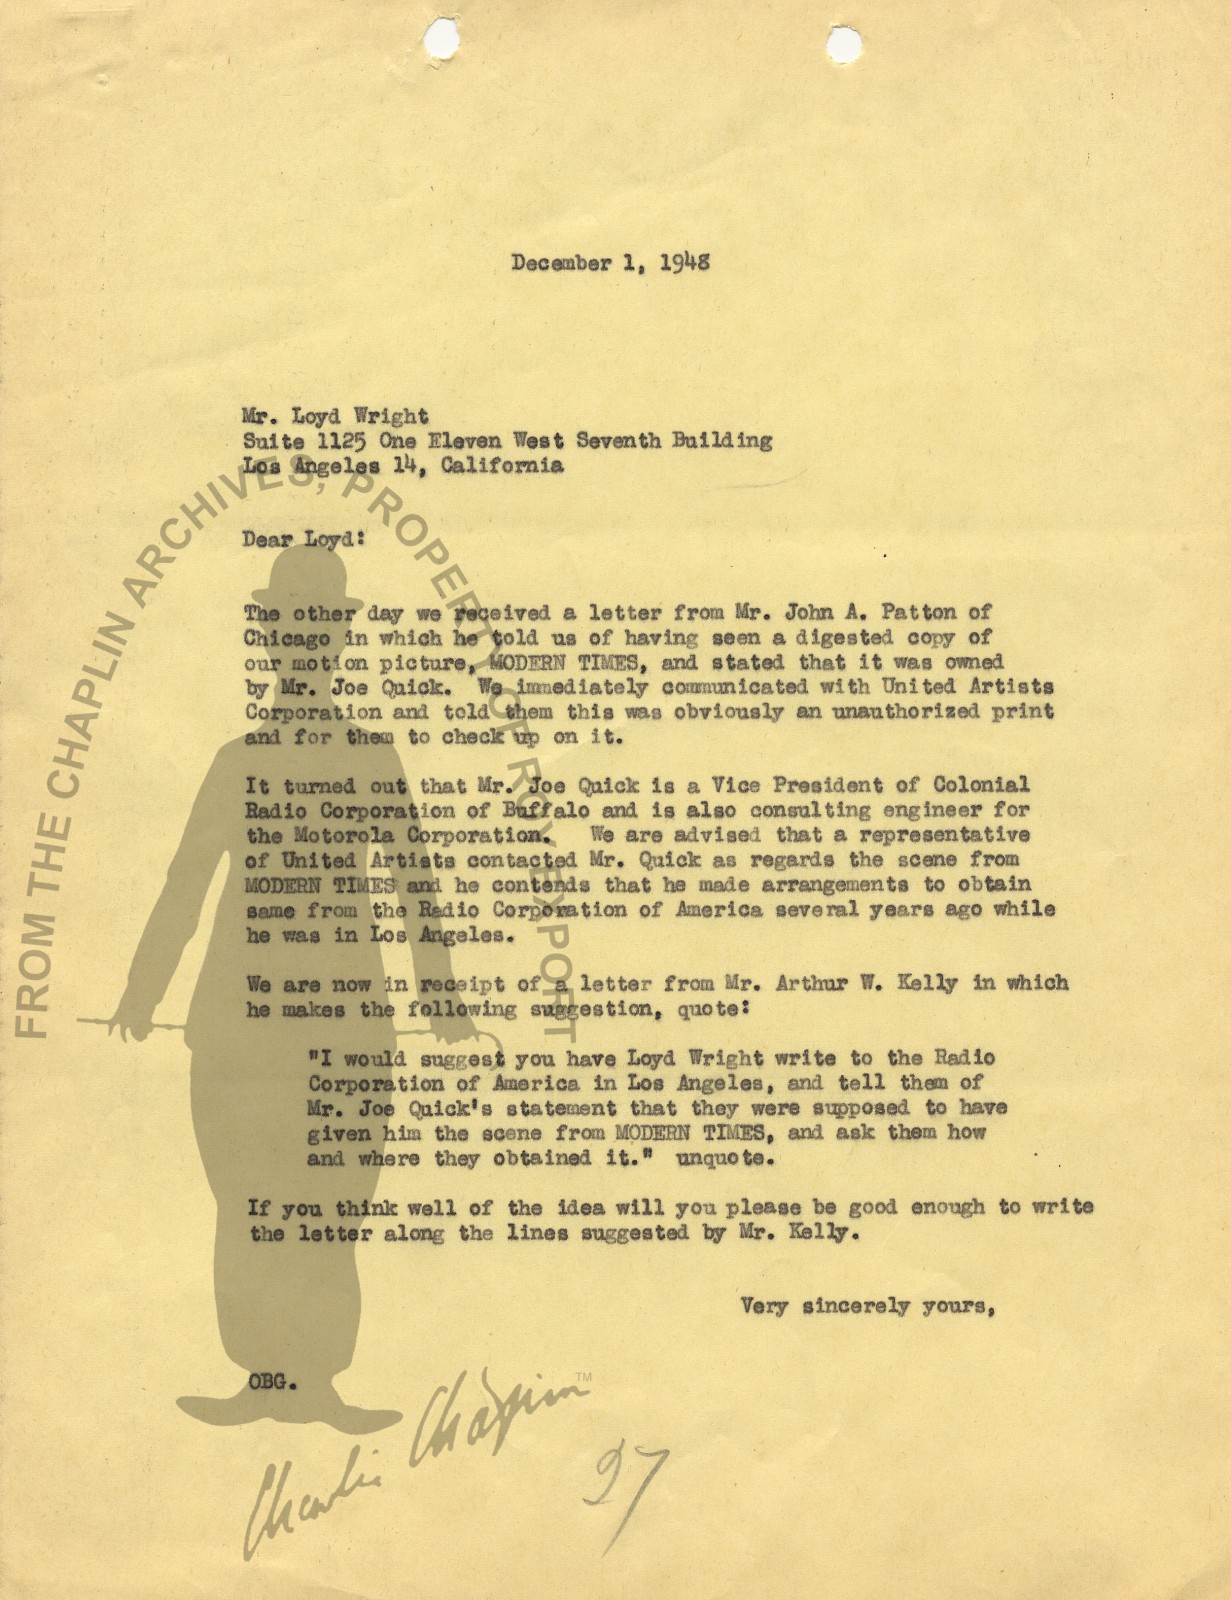 December 1, 1948
Mr. Loyd Wright
Suite 1125 One Eleven West Seventh Building
Los Angeles 14, California
Dear Loyd:
The other day we received a letter from Mr. John A. Patton of
Chicago in which he told us of having seen a digested copy of
our motion picture, MODERN TIMES, and stated that it was owned
by Mr. Joe Quick. We immediately communicated with United Artists
Corporation and told them this was obviously an unauthorized print
and for them to check up on it.
It turned out that Mr. Joe Quick is a Vice President of Colonial
Radio Corporation of Buffalo and is also consulting engineer for
the Motorola Corporation. We are advised that a representative
of United Artists contacted Mr. Quick as regards the scene from
MODERN TIMES and he contends that he made arrangements to obtain
same from the Radio Corporation of America several years ago while
he was in Los Angeles.
We are now in receipt of a letter from Mr. Arthur W. Kelly in which
he makes the following suggestion, quote:
"I would suggest you have Loyd Wright write to the Radio
Corporation of America in Los Angeles, and tell them of
Mr. Joe Quick's statement that they were supposed to have
given him the scene from MODERN TIMES, and ask them how
and where they obtained it." unquote.
If you think well of the idea will you please be good enough to write
the letter along the lines suggested by Mr. Kelly.
Very sincerely yours,
OBG.
27
FROM THE CHAPLIN ARCHIVES, PROPERTY OF ROY EXPORT
Charlie Chaplin™